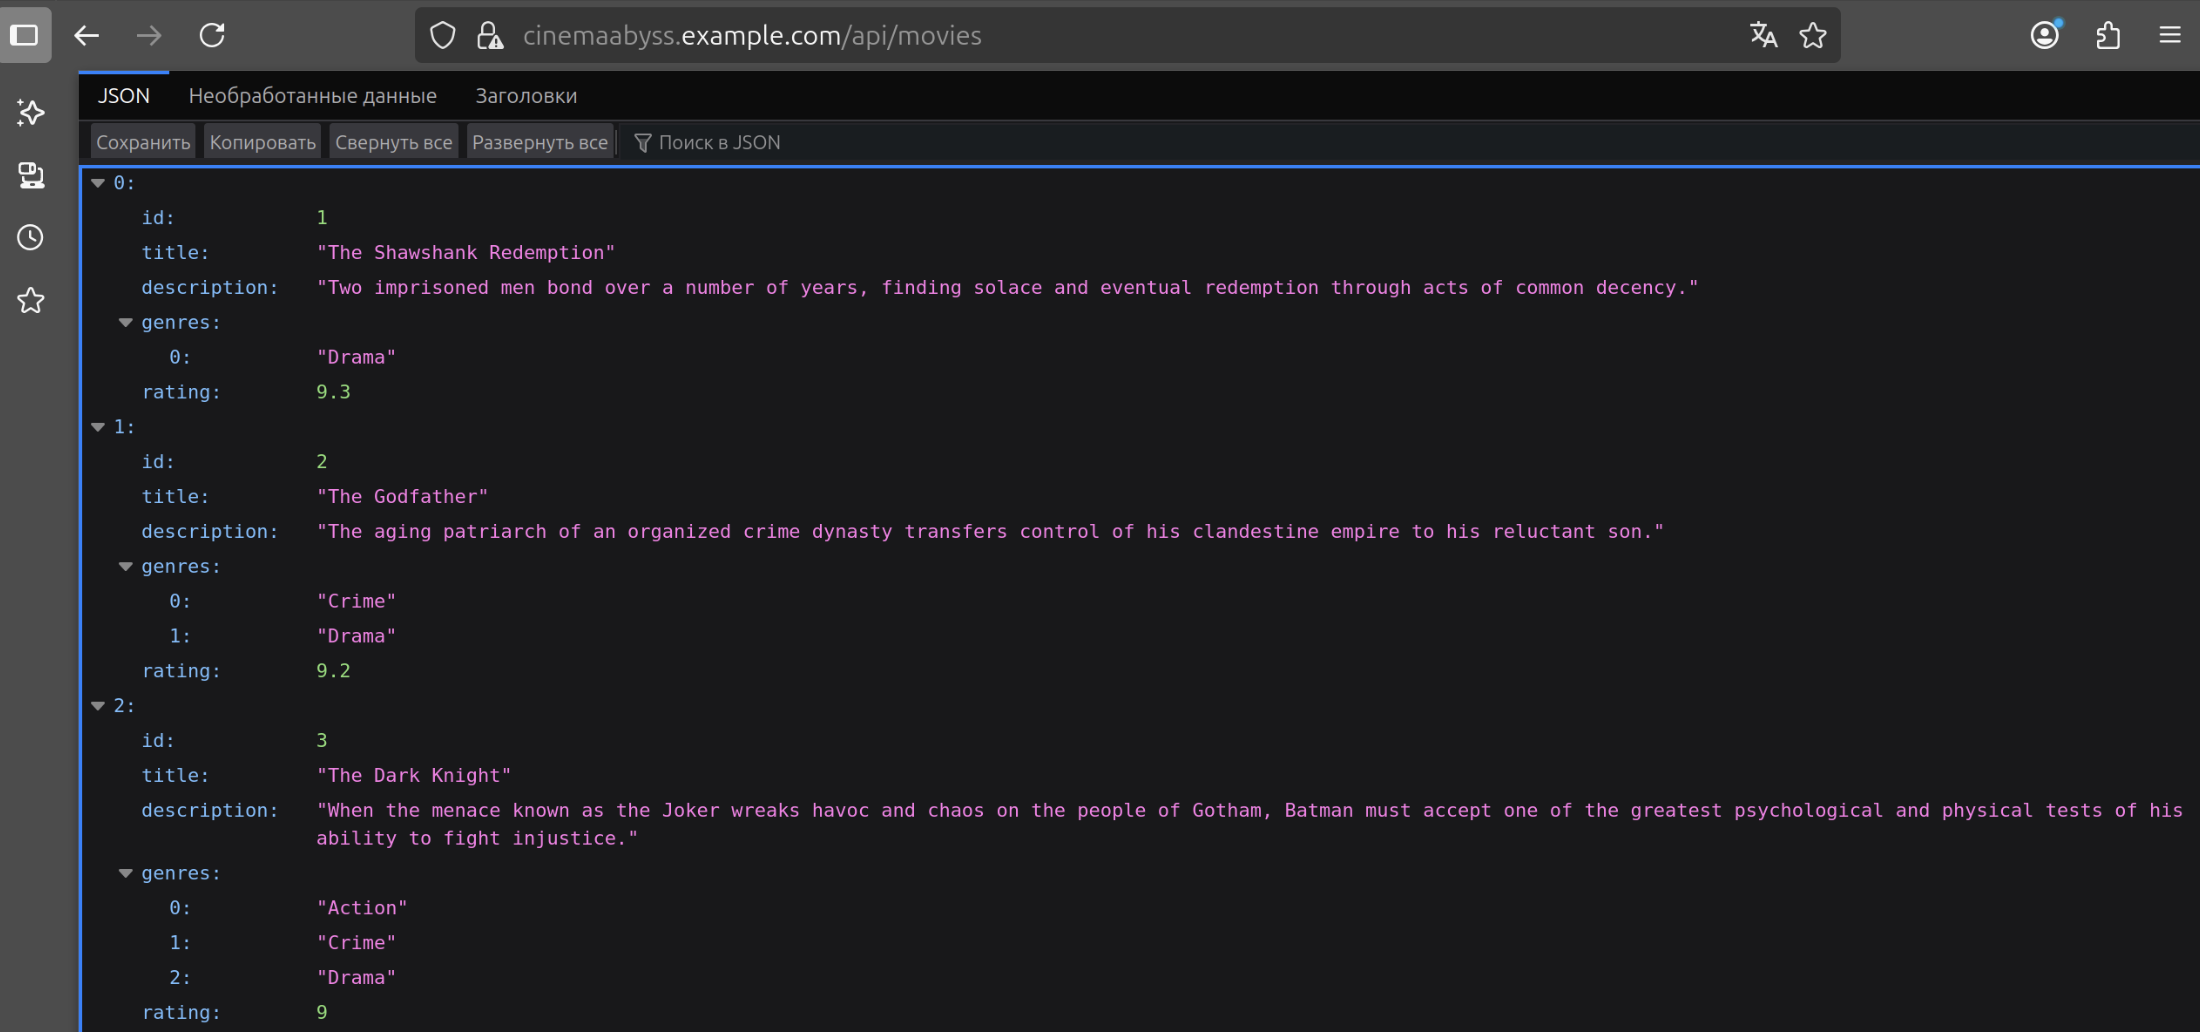 cinemaabyss.example.com/api/movies
JSON Необработанные данные Заголовки
Сохранить Копировать Свернуть все Развернуть все Поиск в JSON
0:
id: 1
title: "The Shawshank Redemption"
description: "Two imprisoned men bond over a number of years, finding solace and eventual redemption through acts of common decency."
genres:
0: "Drama"
rating: 9.3
1:
id: 2
title: "The Godfather"
description: "The aging patriarch of an organized crime dynasty transfers control of his clandestine empire to his reluctant son."
genres:
0: "Crime"
1: "Drama"
rating: 9.2
2:
id: 3
title: "The Dark Knight"
description: "When the menace known as the Joker wreaks havoc and chaos on the people of Gotham, Batman must accept one of the greatest psychological and physical tests of his
ability to fight injustice."
genres:
0: "Action"
1: "Crime"
2: "Drama"
rating: 9